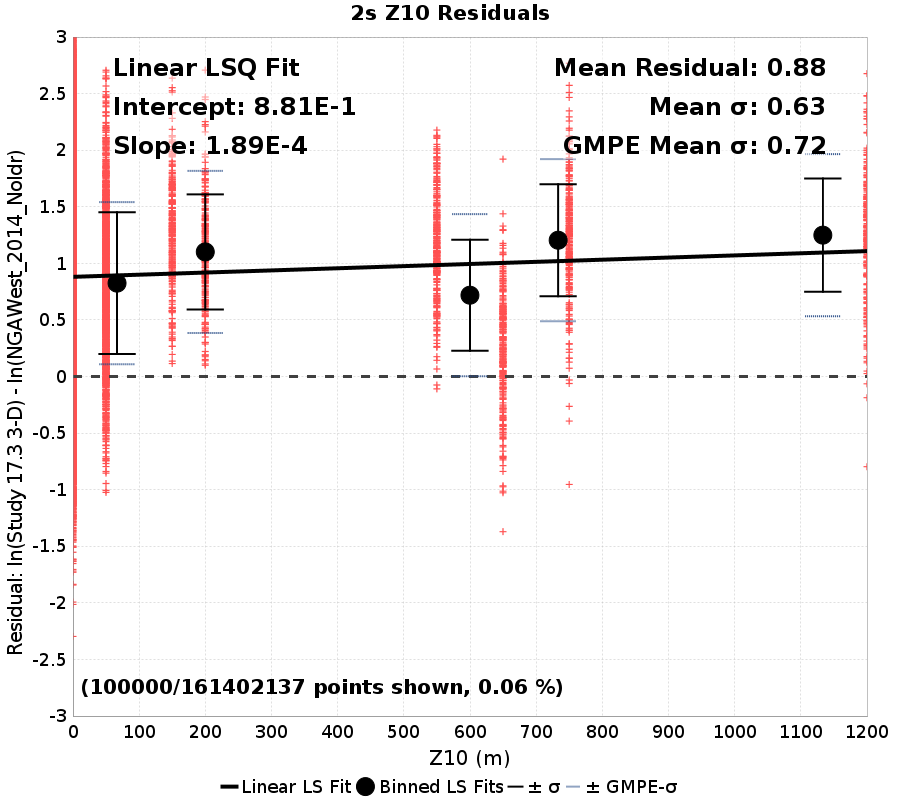 2s Z10 Residuals
Linear LSQ Fit
Intercept: 8.81E-1
Slope: 1.89E-4
Mean Residual: 0.88
Mean σ: 0.63
GMPE Mean σ: 0.72
Residual: ln(Study 17.3 3-D) - ln(NGAWest_2014_NoIdr)
3
2.5
2
1.5
1
0.5
0
-0.5
-1
-1.5
-2
-2.5
-3
(100000/161402137 points shown, 0.06 %)
0 100 200 300 400 500 600 700 800 900 1000 1100 1200
Z10 (m)
Linear LS Fit Binned LS Fits ± σ ± GMPE-σ